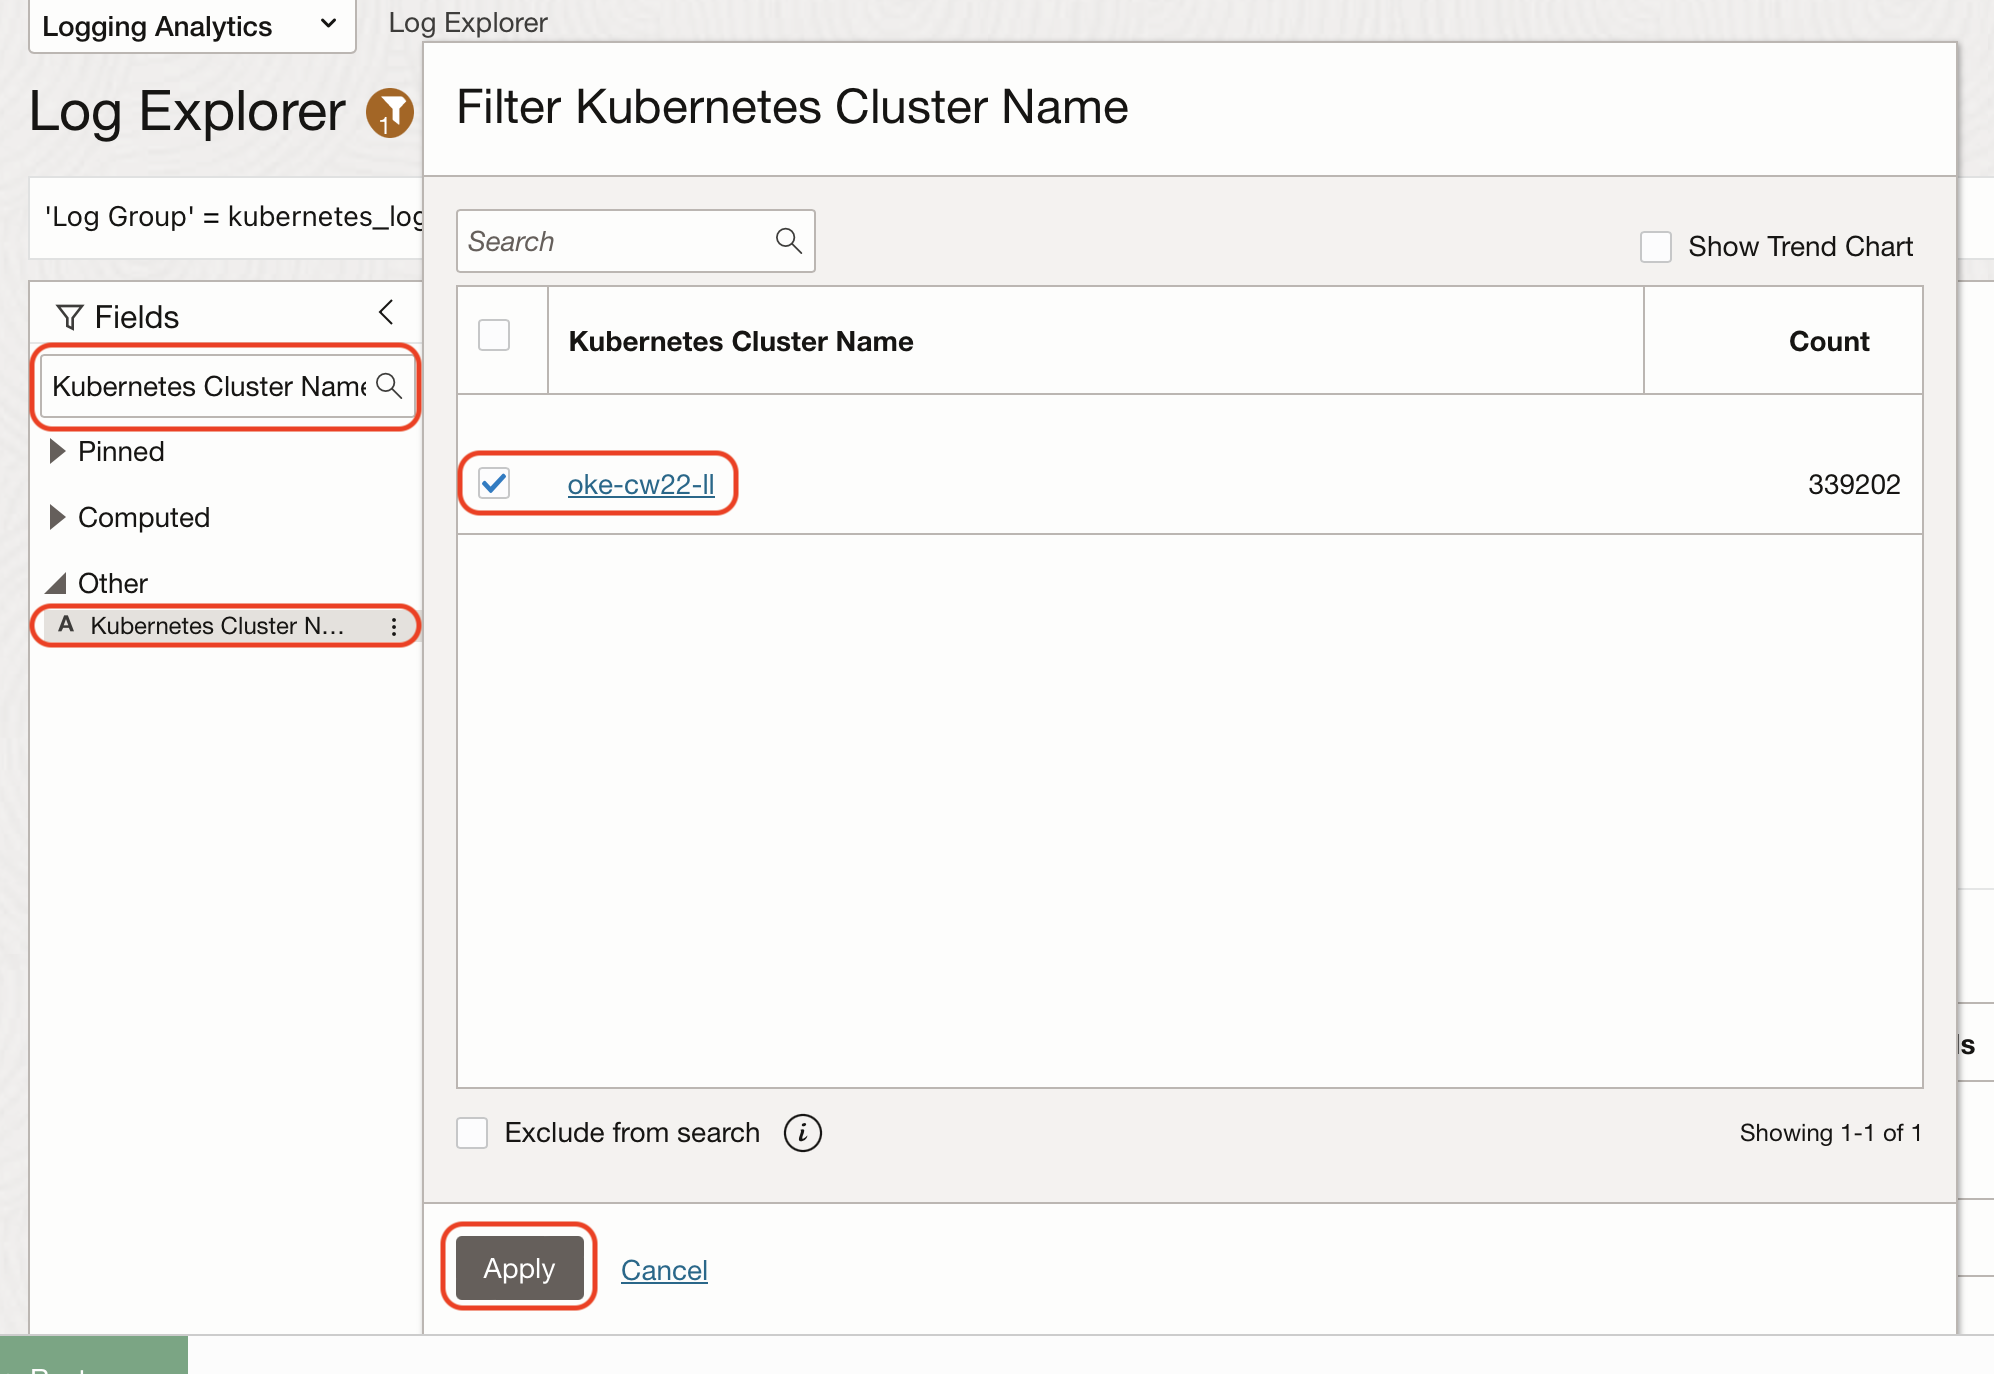 Logging Analytics
Log Explorer
Log Explorer
1
'Log Group' = kubernetes_log
Fields
Kubernetes Cluster Name
Pinned
Computed
Other
A Kubernetes Cluster N...
Filter Kubernetes Cluster Name
Search
Show Trend Chart
Kubernetes Cluster Name Count
oke-cw22-ll 339202
Exclude from search i
Showing 1-1 of 1
Apply Cancel